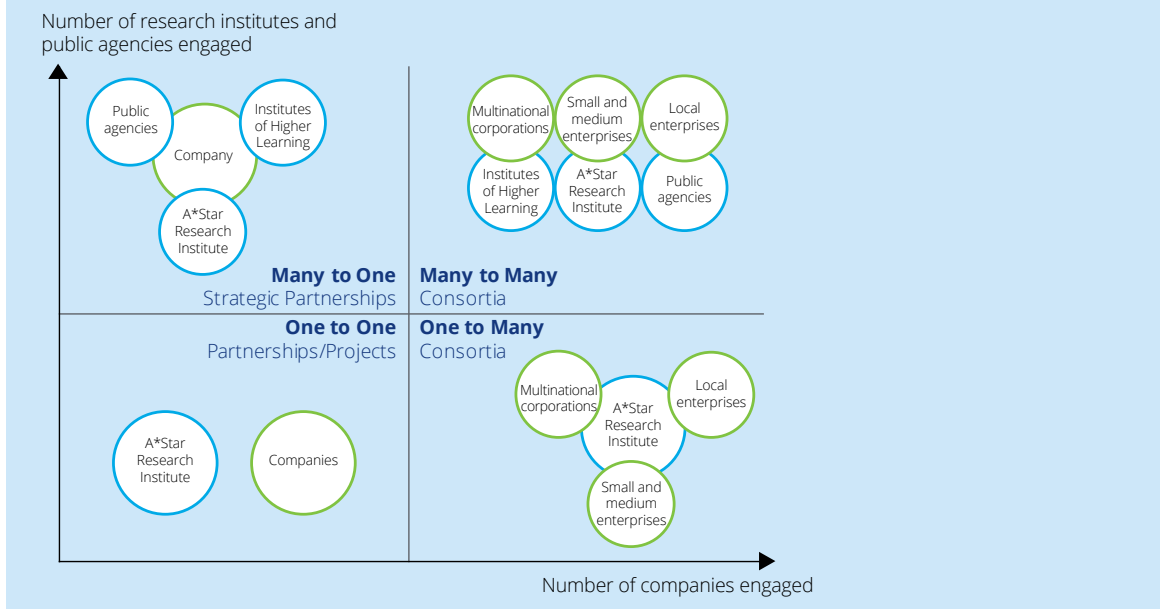 Number of research institutes and
public agencies engaged
Public
agencies
Company
Institutes
of Higher
Learning
A*Star
Research
Institute
Many to One
Strategic Partnerships
Multinational
corporations
Small and
medium
enterprises
Local
enterprises
Institutes
of Higher
Learning
A*Star
Research
Institute
Public
agencies
Many to Many
Consortia
One to One
Partnerships/Projects
A*Star
Research
Institute
Companies
One to Many
Consortia
Multinational
corporations
A*Star
Research
Institute
Local
enterprises
Small and
medium
enterprises
Number of companies engaged